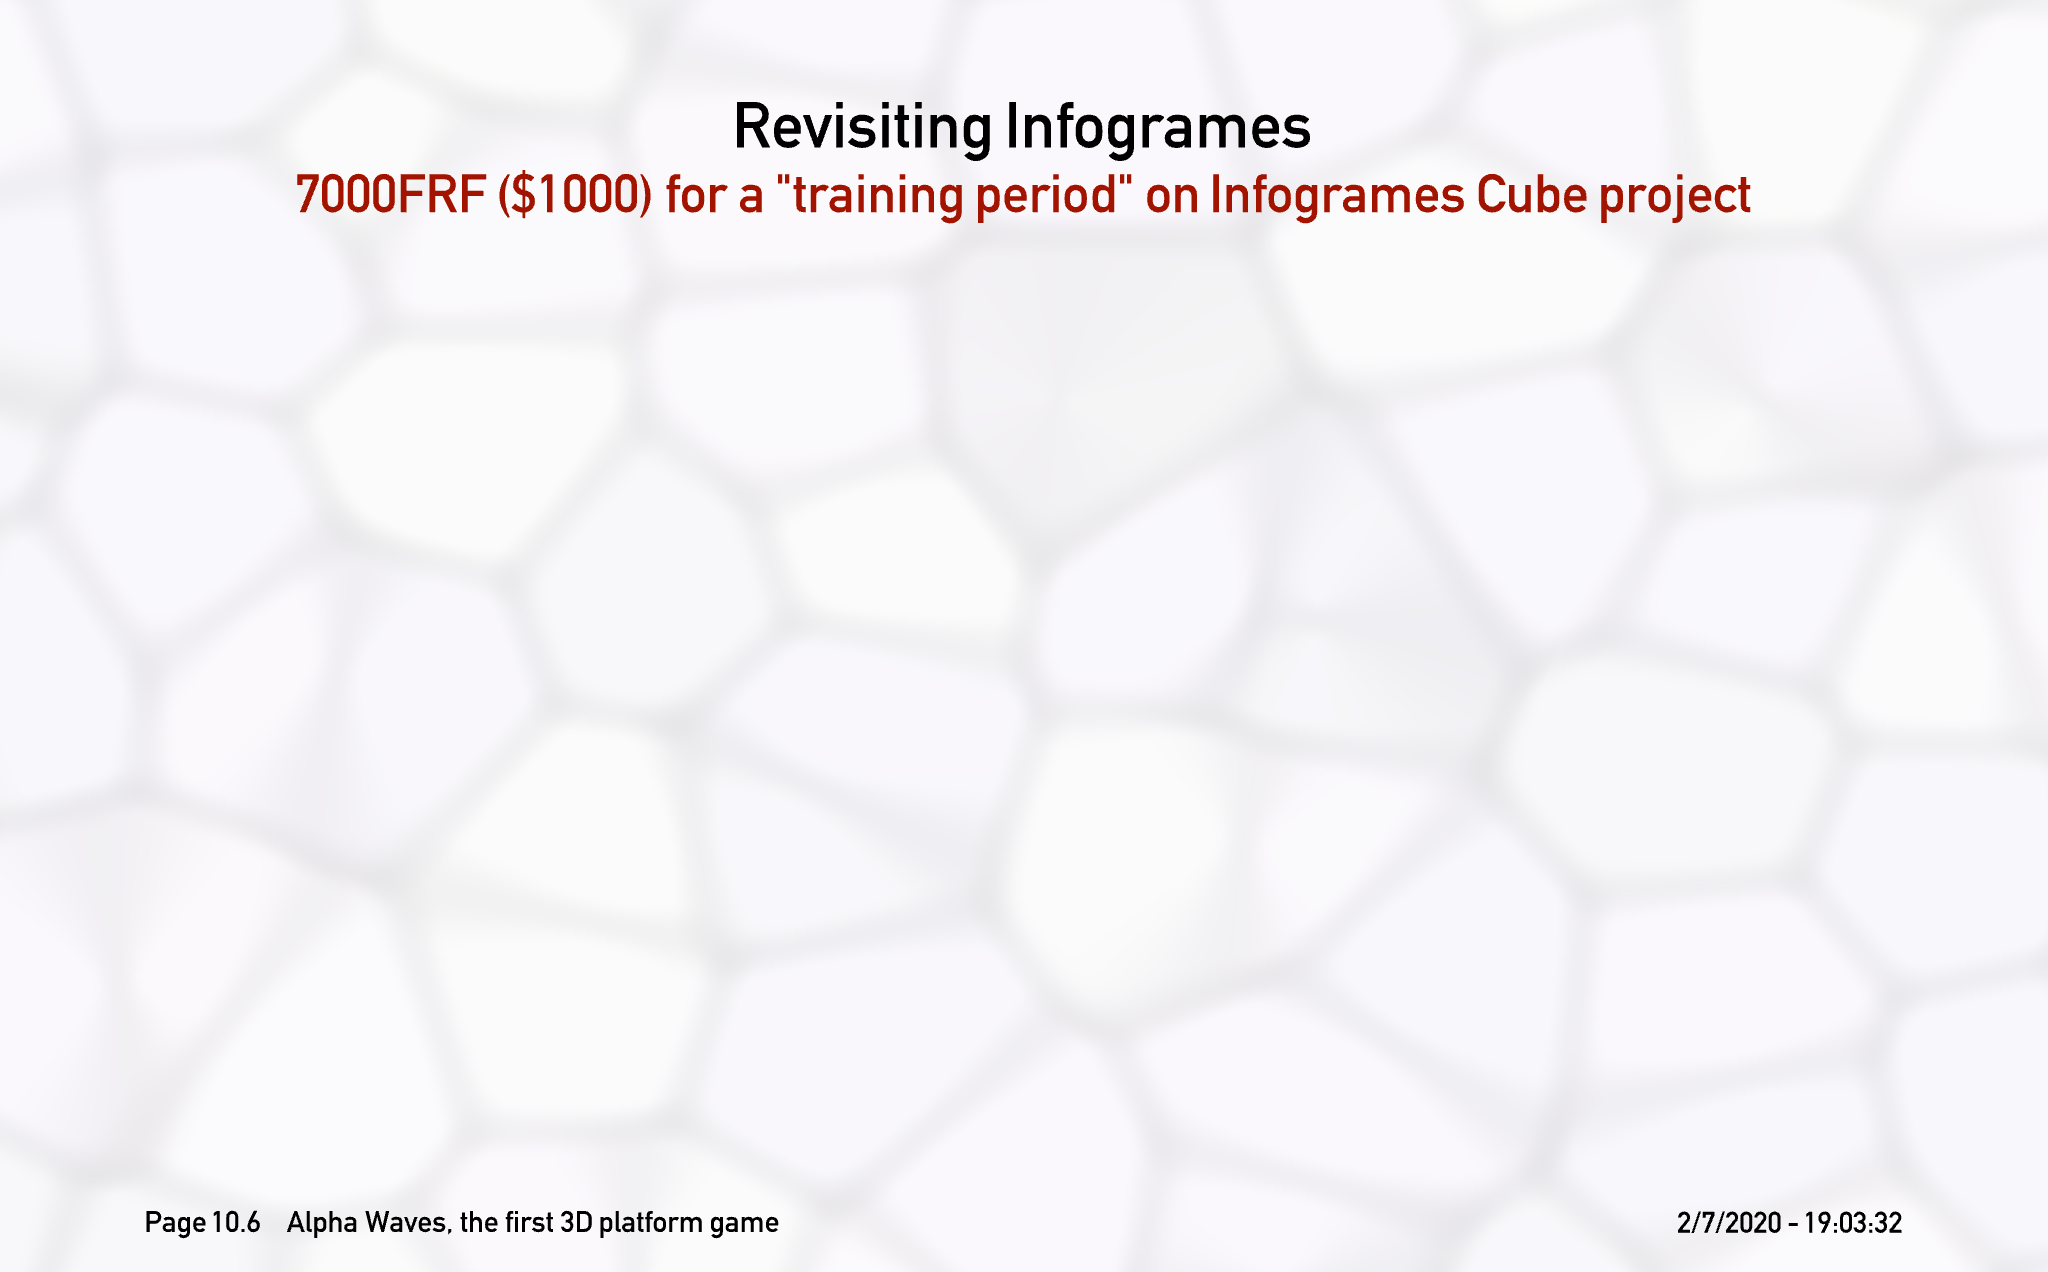 Revisiting Infogrames
7000FRF ($1000) for a "training period" on Infogrames Cube project
Page 10.6 Alpha Waves, the first 3D platform game
2/7/2020 - 19:03:32